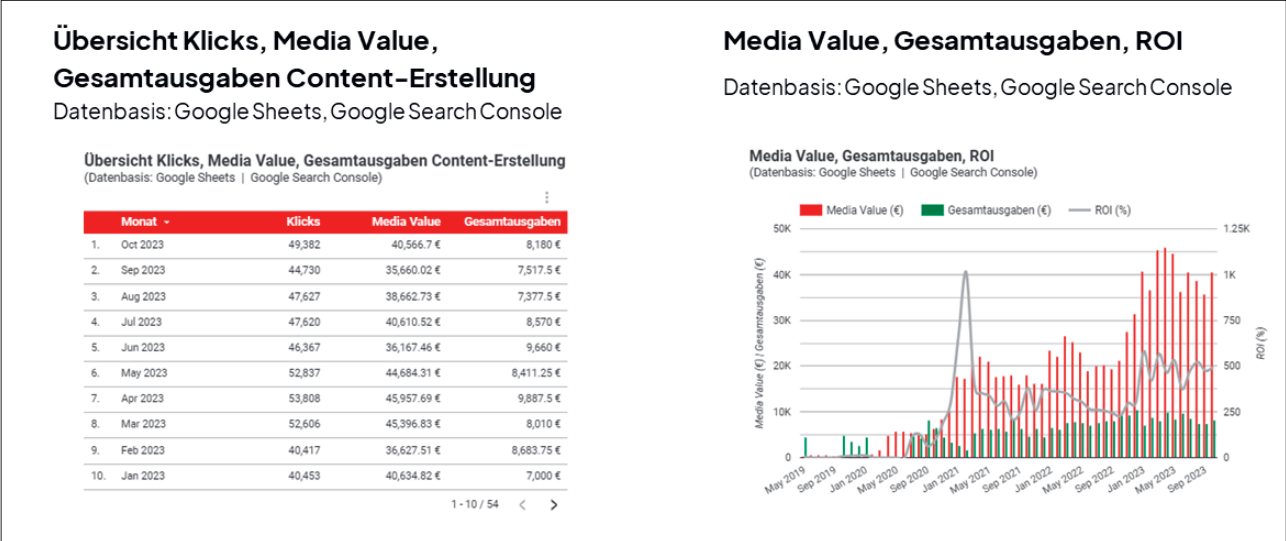 Übersicht Klicks, Media Value,
Gesamtausgaben Content-Erstellung
Datenbasis: Google Sheets, Google Search Console
Übersicht Klicks, Media Value, Gesamtausgaben Content-Erstellung
(Datenbasis: Google Sheets | Google Search Console)
Monat Klicks Media Value Gesamtausgaben
1. Oct 2023 49,382 40,566.7 € 8,180 €
2. Sep 2023 44,730 35,660.02 € 7,517.5 €
3. Aug 2023 47,627 38,662.73 € 7,377.5 €
4. Jul 2023 47,620 40,610.52 € 8,570 €
5. Jun 2023 46,367 36,167.46 € 9,660 €
6. May 2023 52,837 44,684.31 € 8,411.25 €
7. Apr 2023 53,808 45,957.69 € 9,887.5 €
8. Mar 2023 52,606 45,396.83 € 8,010 €
9. Feb 2023 40,417 36,627.51 € 8,683.75 €
10. Jan 2023 40,453 40,634.82 € 7,000 €
1 - 10 / 54
Media Value, Gesamtausgaben, ROI
Datenbasis: Google Sheets, Google Search Console
Media Value, Gesamtausgaben, ROI
(Datenbasis: Google Sheets | Google Search Console)
Media Value (€) Gesamtausgaben (€) ROI (%)
50K 1.25K
40K 1K
30K 750
20K 500
10K 250
0 0
Media Value (€) | Gesamtausgaben (€)
ROI (%)
May 2019 Sep 2019 Jan 2020 May 2020 Sep 2020 Jan 2021 May 2021 Sep 2021 Jan 2022 May 2022 Sep 2022 Jan 2023 May 2023 Sep 2023